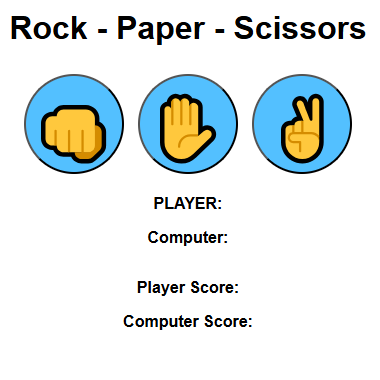 Rock - Paper - Scissors
PLAYER:
Computer:
Player Score:
Computer Score: